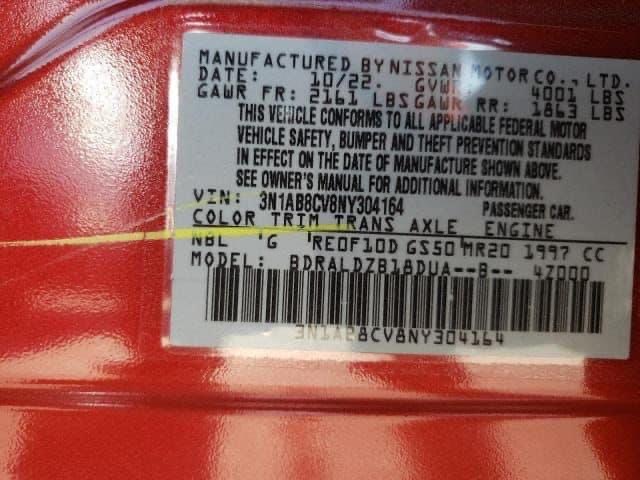 MANUFACTURED BY NISSAN MOTOR CO., LTD.
DATE: 10/22. GVWR: 4001 LBS
GAWR FR: 2161 LBS GAWR RR: 1863 LBS
THIS VEHICLE CONFORMS TO ALL APPLICABLE FEDERAL MOTOR
VEHICLE SAFETY, BUMPER AND THEFT PREVENTION STANDARDS
IN EFFECT ON THE DATE OF MANUFACTURE SHOWN ABOVE.
SEE OWNER'S MANUAL FOR ADDITIONAL INFORMATION.
VIN: 3N1AB8CV8NY304164 PASSENGER CAR.
COLOR TRIM TRANS AXLE ENGINE
NBL G RE0F10D GS50 MR20 1997 CC
MODEL: BDRALDZB18DUA--B-- 4Z000
3N1AB8CV8NY304164